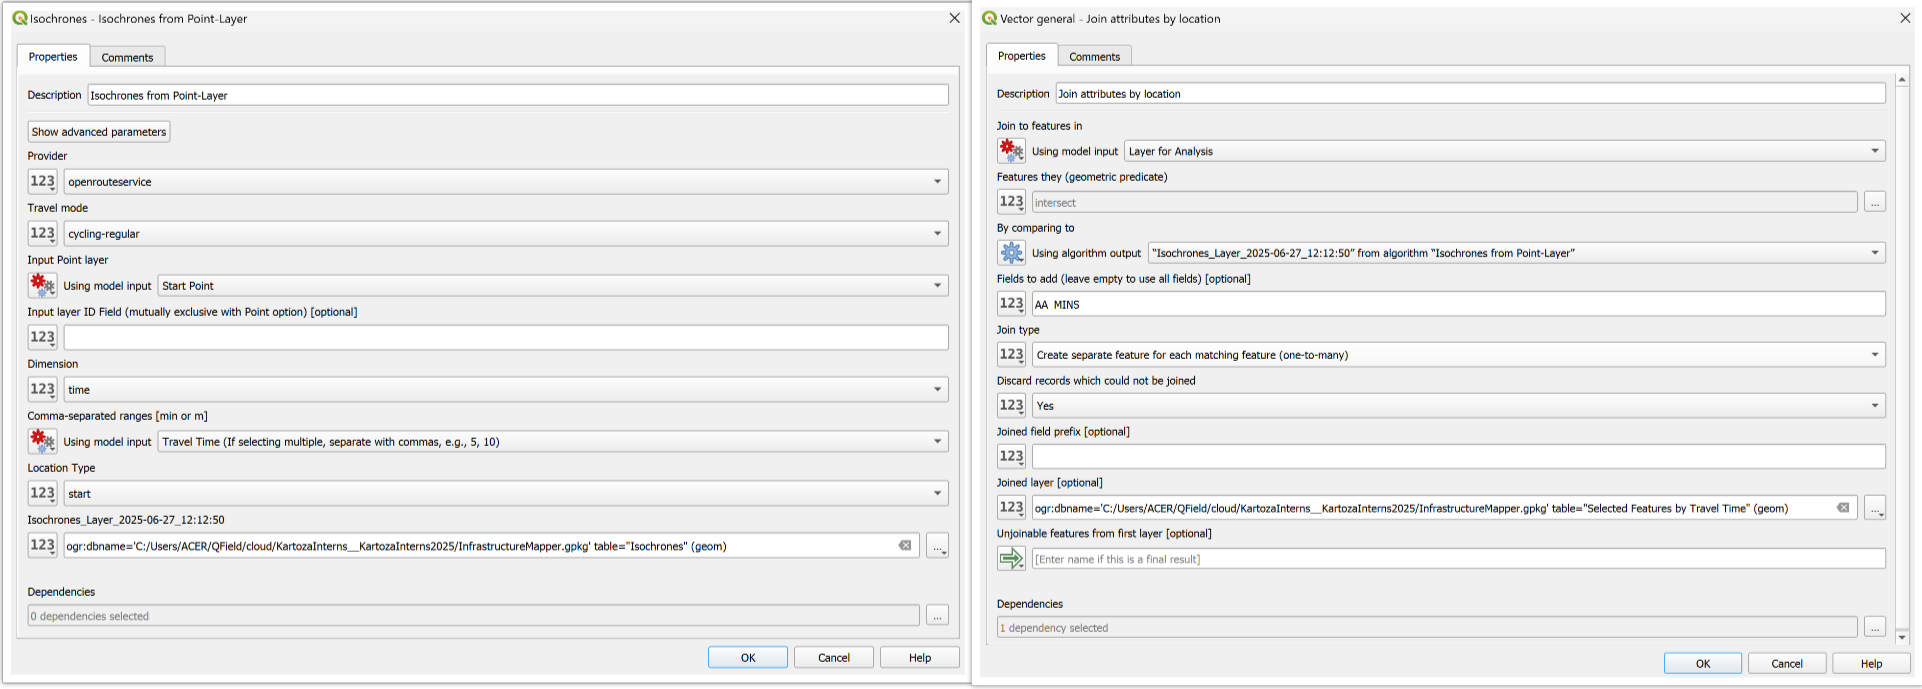 Isochrones - Isochrones from Point-Layer
Properties
Comments
Description Isochrones from Point-Layer
Show advanced parameters
Provider
123 openrouteservice
Travel mode
123 cycling-regular
Input Point layer
Using model input Start Point
Input layer ID Field (mutually exclusive with Point option) [optional]
123
Dimension
123 time
Comma-separated ranges [min or m]
Using model input Travel Time (If selecting multiple, separate with commas, e.g., 5, 10)
Location Type
123 start
Isochrones_Layer_2025-06-27_12:12:50
123 ogr:dbname='C:/Users/ACER/QField/cloud/KartozaInterns__KartozaInterns2025/InfrastructureMapper.gpkg' table="Isochrones" (geom) ...
Dependencies
0 dependencies selected ...
OK Cancel Help
Vector general - Join attributes by location
Properties
Comments
Description Join attributes by location
Join to features in
Using model input Layer for Analysis
Features they (geometric predicate)
123 intersect ...
By comparing to
Using algorithm output "Isochrones_Layer_2025-06-27_12:12:50" from algorithm "Isochrones from Point-Layer"
Fields to add (leave empty to use all fields) [optional]
123 AA_MINS
Join type
123 Create separate feature for each matching feature (one-to-many)
Discard records which could not be joined
123 Yes
Joined field prefix [optional]
123
Joined layer [optional]
123 ogr:dbname='C:/Users/ACER/QField/cloud/KartozaInterns__KartozaInterns2025/InfrastructureMapper.gpkg' table="Selected Features by Travel Time" (geom) ...
Unjoinable features from first layer [optional]
[Enter name if this is a final result]
Dependencies
1 dependency selected ...
OK Cancel Help